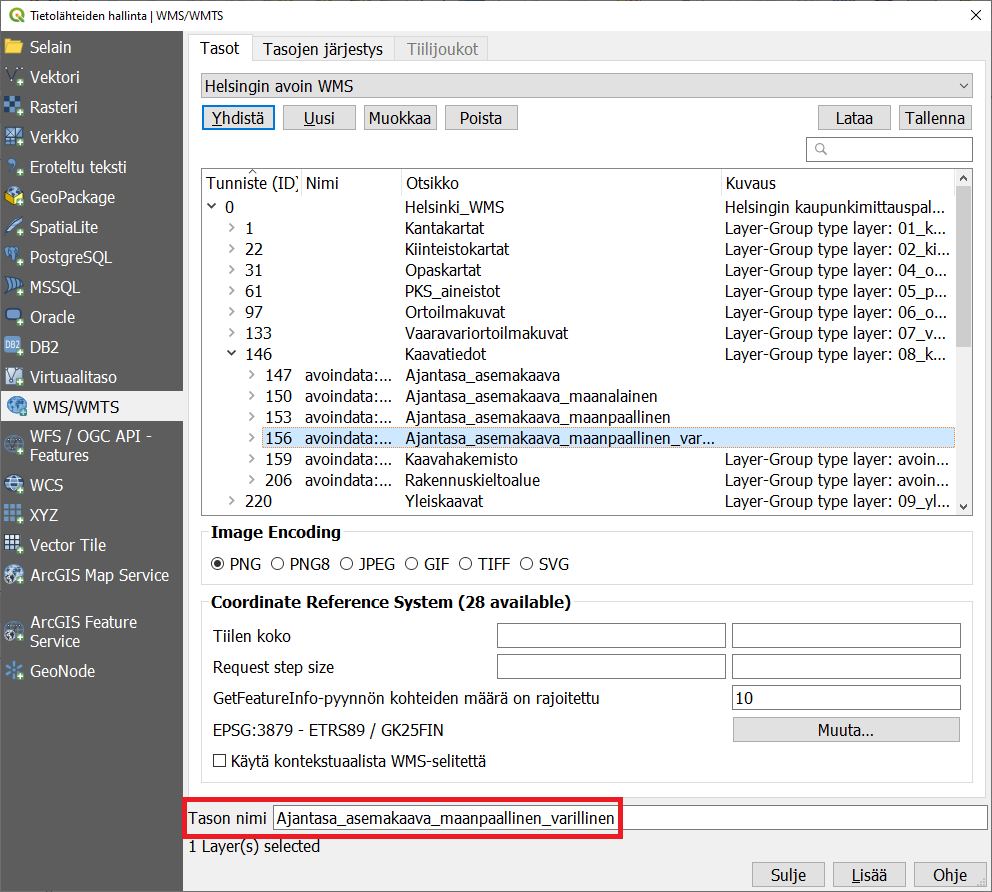 Tietolähteiden hallinta | WMS/WMTS
Selain
Vektori
Rasteri
Verkko
Eroteltu teksti
GeoPackage
SpatiaLite
PostgreSQL
MSSQL
Oracle
DB2
Virtuaalitaso
WMS/WMTS
WFS / OGC API -
Features
WCS
XYZ
Vector Tile
ArcGIS Map Service
ArcGIS Feature
Service
GeoNode
Tasot Tasojen järjestys Tiilijoukot
Helsingin avoin WMS
Yhdistä Uusi Muokkaa Poista Lataa Tallenna
Tunniste (ID) Nimi Otsikko Kuvaus
0 Helsinki_WMS Helsingin kaupunkimittauspal...
1 Kantakartat Layer-Group type layer: 01_k...
22 Kiinteistokartat Layer-Group type layer: 02_ki...
31 Opaskartat Layer-Group type layer: 04_o...
61 PKS_aineistot Layer-Group type layer: 05_p...
97 Ortoilmakuvat Layer-Group type layer: 06_o...
133 Vaaravariortoilmakuvat Layer-Group type layer: 07_v...
146 Kaavatiedot Layer-Group type layer: 08_k...
147 avoindata:... Ajantasa_asemakaava
150 avoindata:... Ajantasa_asemakaava_maanalainen
153 avoindata:... Ajantasa_asemakaava_maanpaallinen
156 avoindata:... Ajantasa_asemakaava_maanpaallinen_var...
159 avoindata:... Kaavahakemisto Layer-Group type layer: avoin...
206 avoindata:... Rakennuskieltoalue Layer-Group type layer: avoin...
220 Yleiskaavat Layer-Group type layer: 09_yl...
Image Encoding
PNG PNG8 JPEG GIF TIFF SVG
Coordinate Reference System (28 available)
Tiilen koko
Request step size
GetFeatureInfo-pyynnön kohteiden määrä on rajoitettu 10
EPSG:3879 - ETRS89 / GK25FIN Muuta...
Käytä kontekstuaalista WMS-selitettä
Tason nimi Ajantasa_asemakaava_maanpaallinen_varillinen
1 Layer(s) selected
Sulje Lisää Ohje